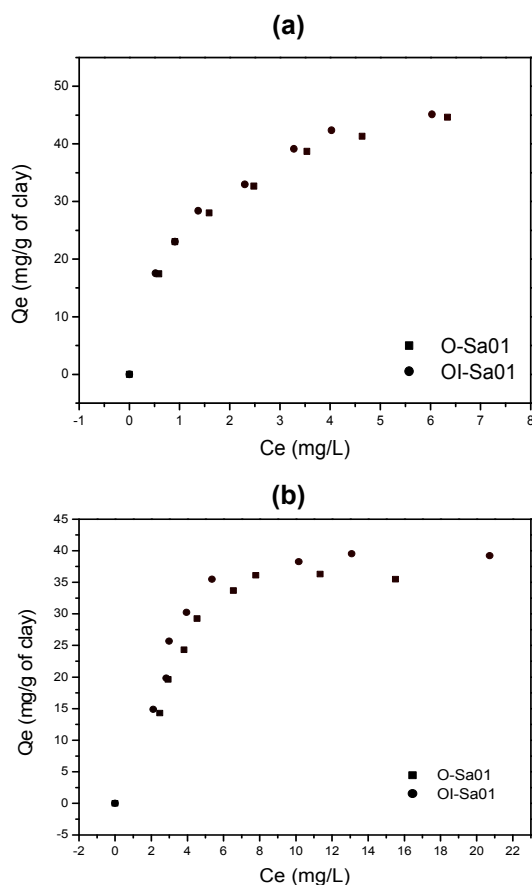 (a)
50
40
30
20
10
0
Qe (mg/g of clay)
-1 0 1 2 3 4 5 6 7 8
Ce (mg/L)
O-Sa01
OI-Sa01
(b)
45
40
35
30
25
20
15
10
5
0
-5
Qe (mg/g of clay)
-2 0 2 4 6 8 10 12 14 16 18 20 22
Ce (mg/L)
O-Sa01
OI-Sa01